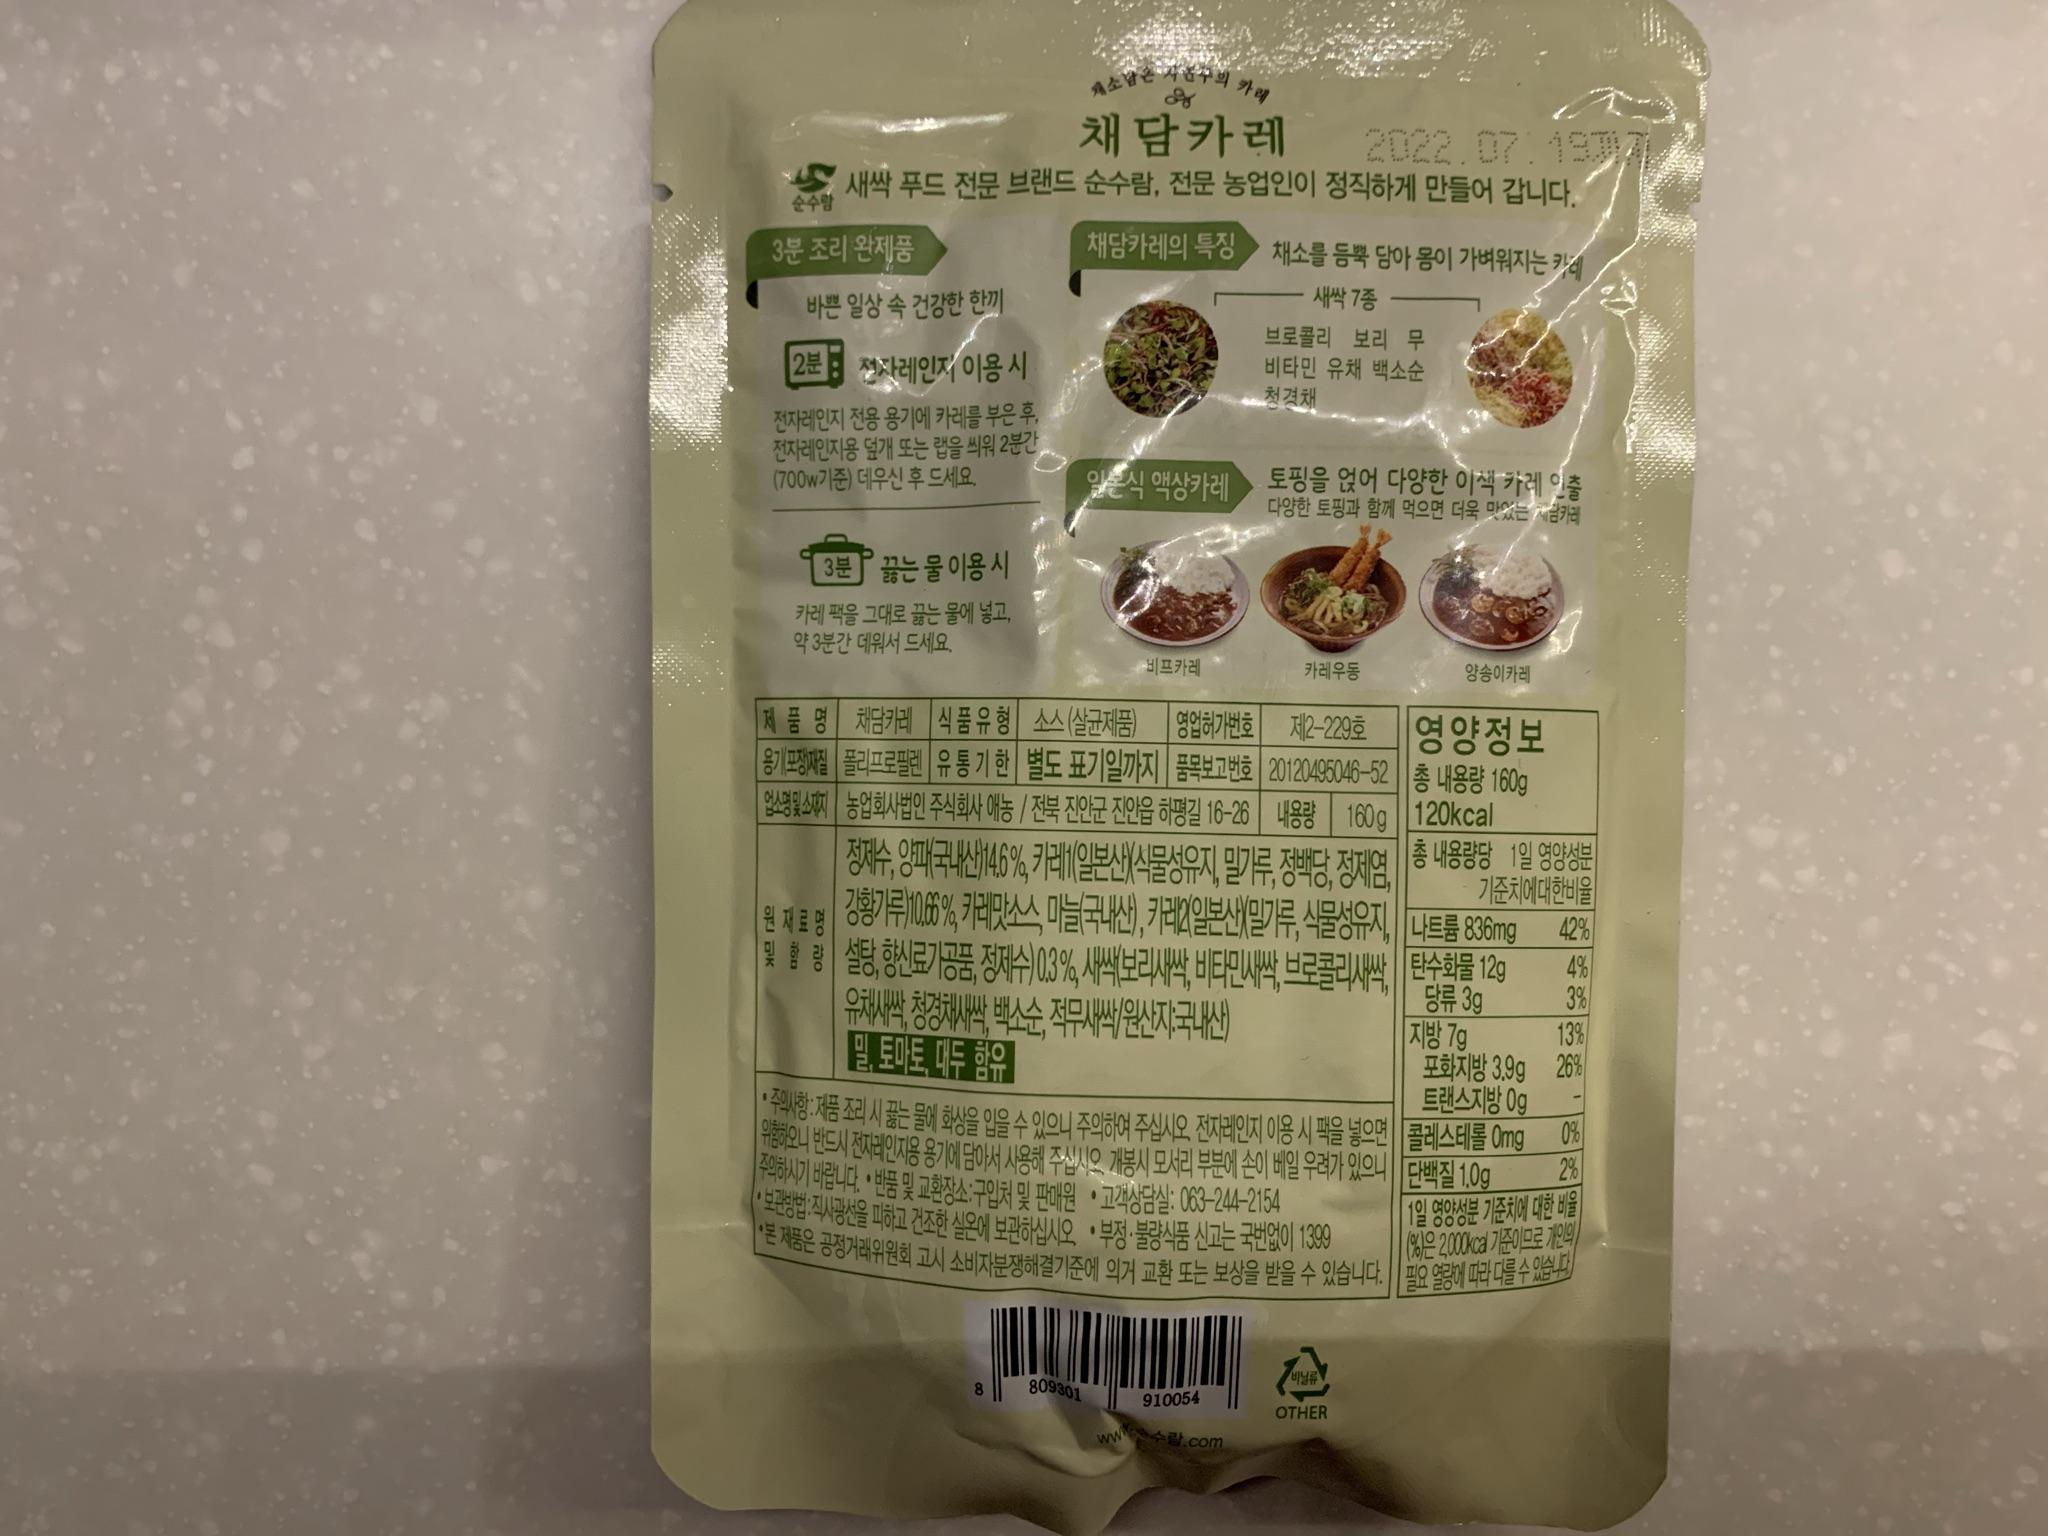 채소담은 자연주의 카레
채담카레
2022.07.19까지
순수람
새싹 푸드 전문 브랜드 순수람, 전문 농업인이 정직하게 만들어 갑니다.
3분 조리 완제품
바쁜 일상 속 건강한 한끼
2분
전자레인지 이용 시
전자레인지 전용 용기에 카레를 부은 후,
전자레인지용 덮개 또는 랩을 씌워 2분간
(700w기준) 데우신 후 드세요.
3분
끓는 물 이용 시
카레 팩을 그대로 끓는 물에 넣고,
약 3분간 데워서 드세요.
채담카레의 특징
채소를 듬뿍 담아 몸이 가벼워지는 카레
새싹 7종
브로콜리 보리 무
비타민 유채 백소순
청경채
일본식 액상카레
토핑을 얹어 다양한 이색 카레 연출
다양한 토핑과 함께 먹으면 더욱 맛있는 채담카레
비프카레
카레우동
양송이카레
제품명 채담카레 식품유형 소스(살균제품) 영업허가번호 제2-229호
용기(포장)재질 폴리프로필렌 유통기한 별도 표기일까지 품목보고번호 20120495046-52
업소명 및 소재지 농업회사법인 주식회사 애농 / 전북 진안군 진안읍 하평길 16-26 내용량 160g
원재료명 및 함량
정제수, 양파(국내산)14.6%, 카레1(일본산)(식물성유지, 밀가루, 정백당, 정제염,
강황가루)10.66%, 카레맛소스, 마늘(국내산), 카레2(일본산)(밀가루, 식물성유지,
설탕, 향신료가공품, 정제수)0.3%, 새싹(보리새싹, 비타민새싹, 브로콜리새싹,
유채새싹, 청경채새싹, 백소순, 적무새싹/원산지:국내산)
밀, 토마토, 대두 함유
• 주의사항 : 제품 조리 시 끓는 물에 화상을 입을 수 있으니 주의하여 주십시오. 전자레인지 이용 시 팩을 넣으면
위험하오니 반드시 전자레인지용 용기에 담아서 사용해 주십시오. 개봉시 모서리 부분에 손이 베일 우려가 있으니
주의하시기 바랍니다. • 반품 및 교환장소:구입처 및 판매원 • 고객상담실: 063-244-2154
• 보관방법:직사광선을 피하고 건조한 실온에 보관하십시오. • 부정·불량식품 신고는 국번없이 1399
• 본 제품은 공정거래위원회 고시 소비자분쟁해결기준에 의거 교환 또는 보상을 받을 수 있습니다.
영양정보
총 내용량 160g
120kcal
총 내용량당 1일 영양성분
기준치에대한비율
나트륨 836mg 42%
탄수화물 12g 4%
당류 3g 3%
지방 7g 13%
포화지방 3.9g 26%
트랜스지방 0g -
콜레스테롤 0mg 0%
단백질 1.0g 2%
1일 영양성분 기준치에 대한 비율
(%)은 2,000kcal 기준이므로 개인의
필요 열량에 따라 다를 수 있습니다.
8 809301 910054
비닐류
OTHER
수람.com